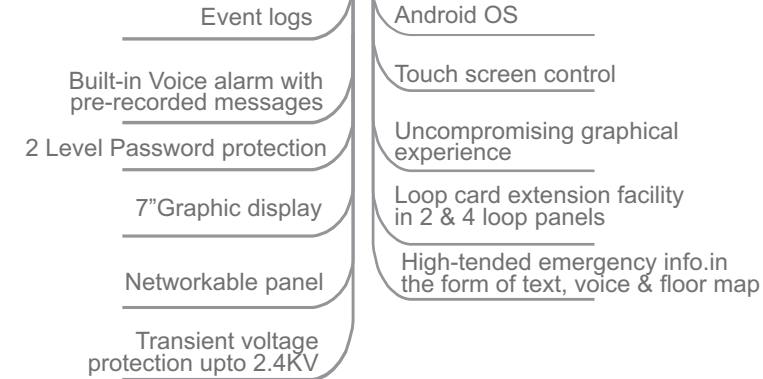 Event logs
Built-in Voice alarm with
pre-recorded messages
2 Level Password protection
7”Graphic display
Networkable panel
Transient voltage
protection upto 2.4KV
Android OS
Touch screen control
Uncompromising graphical
experience
Loop card extension facility
in 2 & 4 loop panels
High-tended emergency info.in
the form of text, voice & floor map